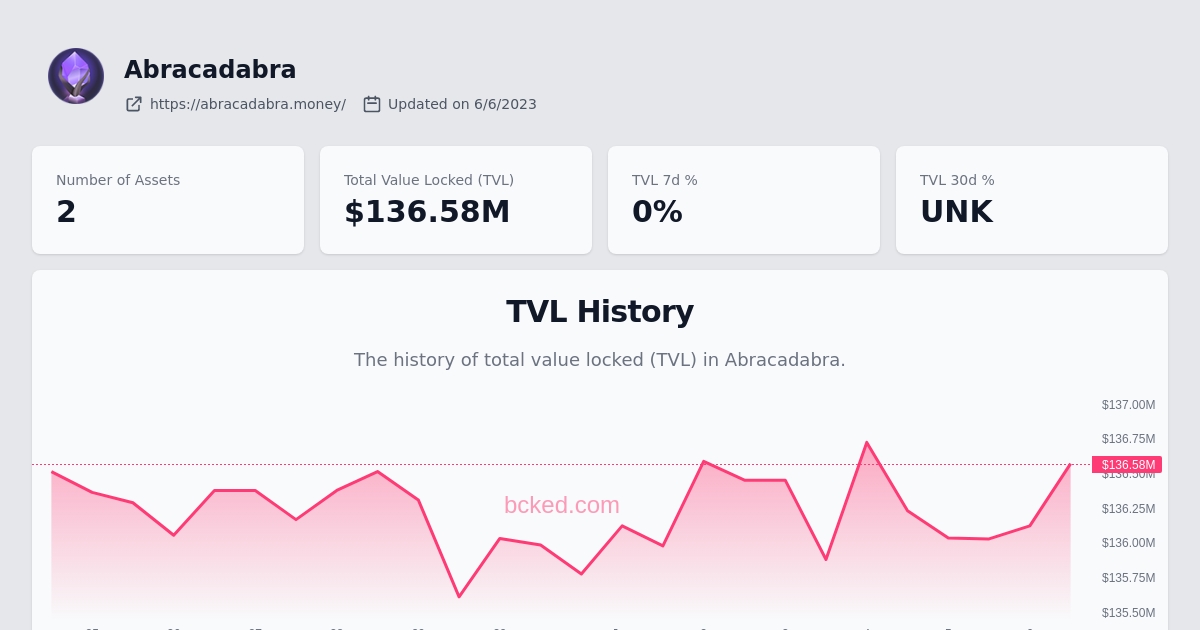 Abracadabra
https://abracadabra.money/ Updated on 6/6/2023
Number of Assets
2
Total Value Locked (TVL)
$136.58M
TVL 7d %
0%
TVL 30d %
UNK
TVL History
The history of total value locked (TVL) in Abracadabra.
$137.00M
$136.75M
$136.58M
$136.50M
bcked.com
$136.25M
$136.00M
$135.75M
$135.50M